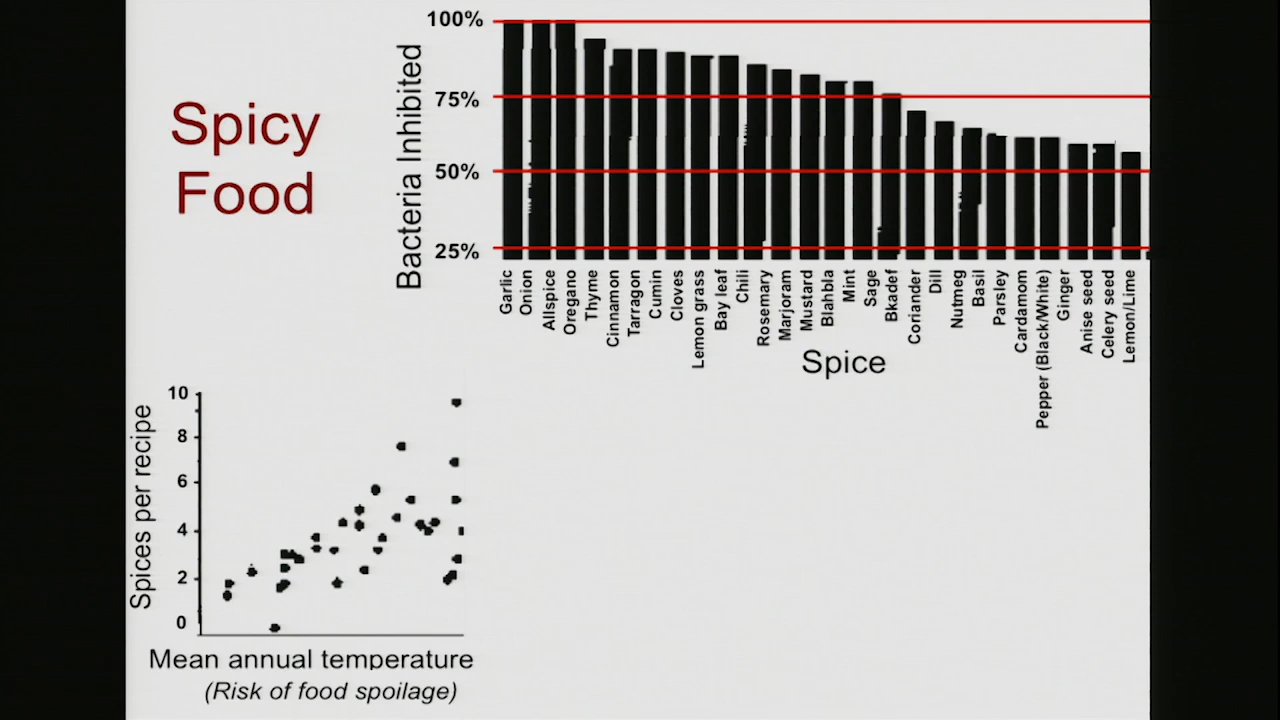 Spicy
Food
Bacteria Inhibited
100%
75%
50%
25%
Garlic
Onion
Allspice
Oregano
Thyme
Cinnamon
Tarragon
Cumin
Cloves
Lemon grass
Bay leaf
Chili
Rosemary
Marjoram
Mustard
Blahbla
Mint
Sage
Bkadef
Coriander
Dill
Nutmeg
Basil
Parsley
Cardamom
Pepper (Black/White)
Ginger
Anise seed
Celery seed
Lemon/Lime
Spice
Spices per recipe
10
8
6
4
2
0
Mean annual temperature
(Risk of food spoilage)